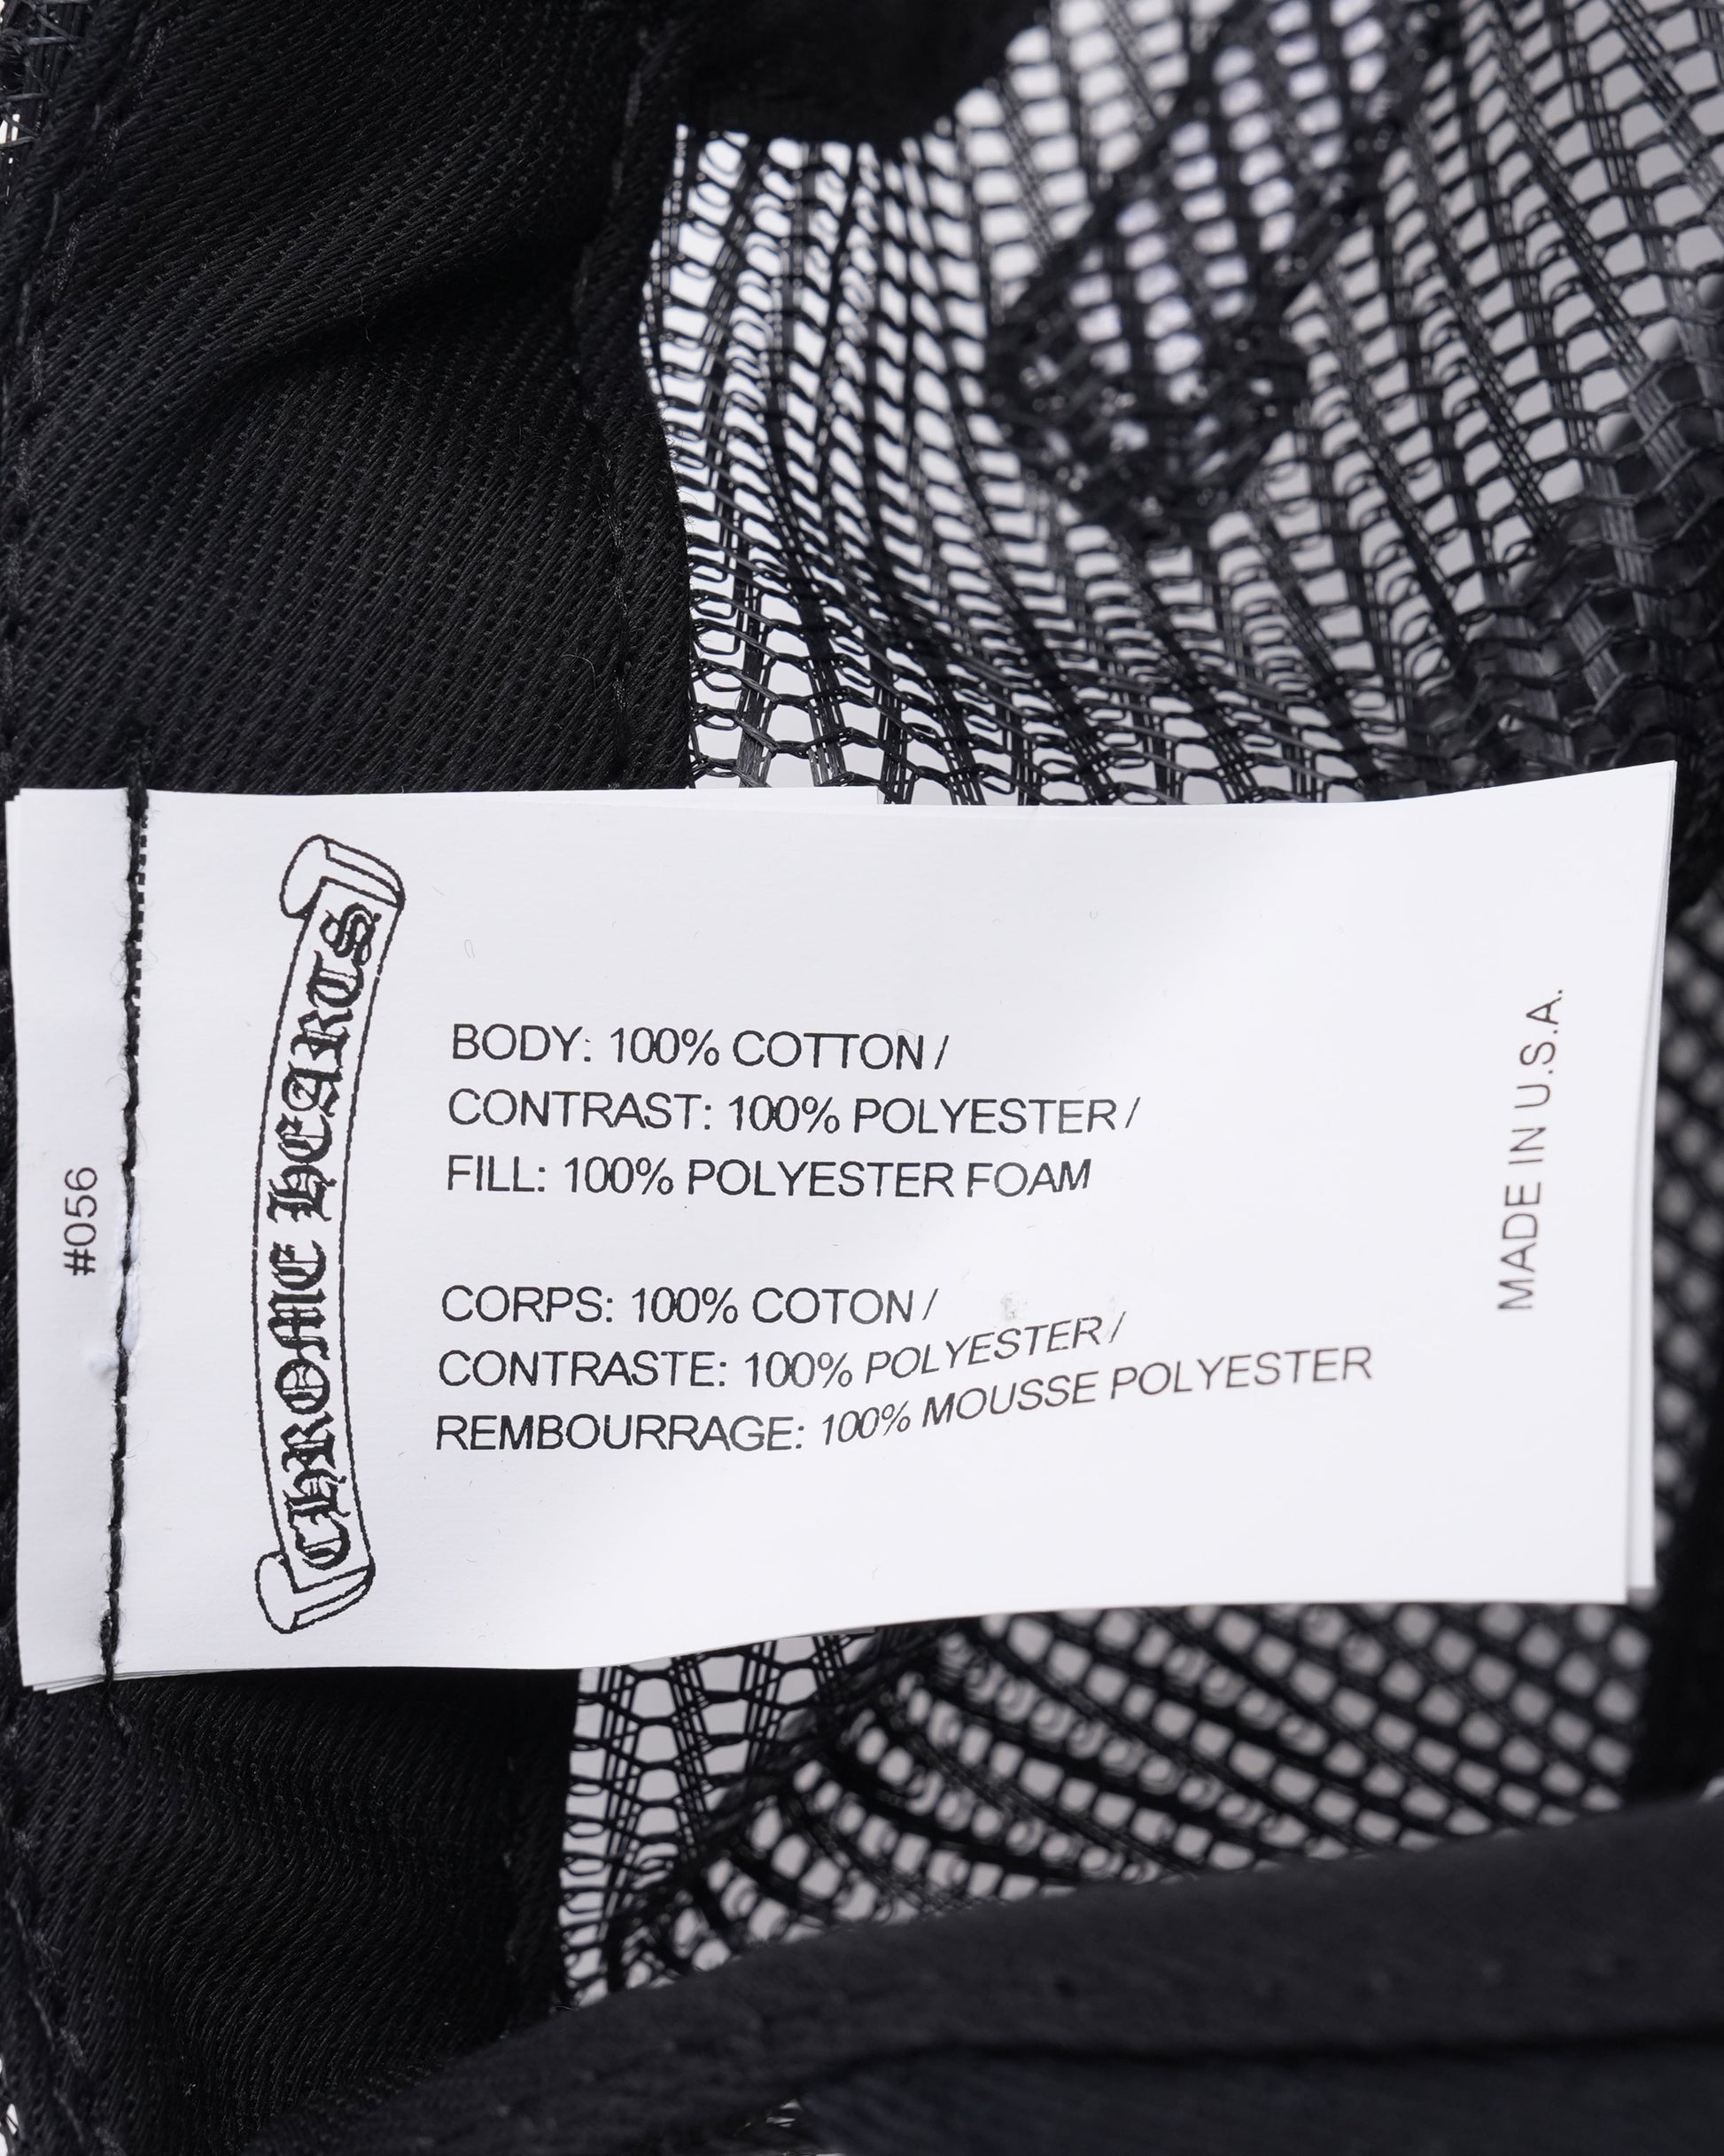 #056
CHROME HEARTS
BODY: 100% COTTON /
CONTRAST: 100% POLYESTER /
FILL: 100% POLYESTER FOAM
CORPS: 100% COTON /
CONTRASTE: 100% POLYESTER /
REMBOURRAGE: 100% MOUSSE POLYESTER
MADE IN U.S.A.